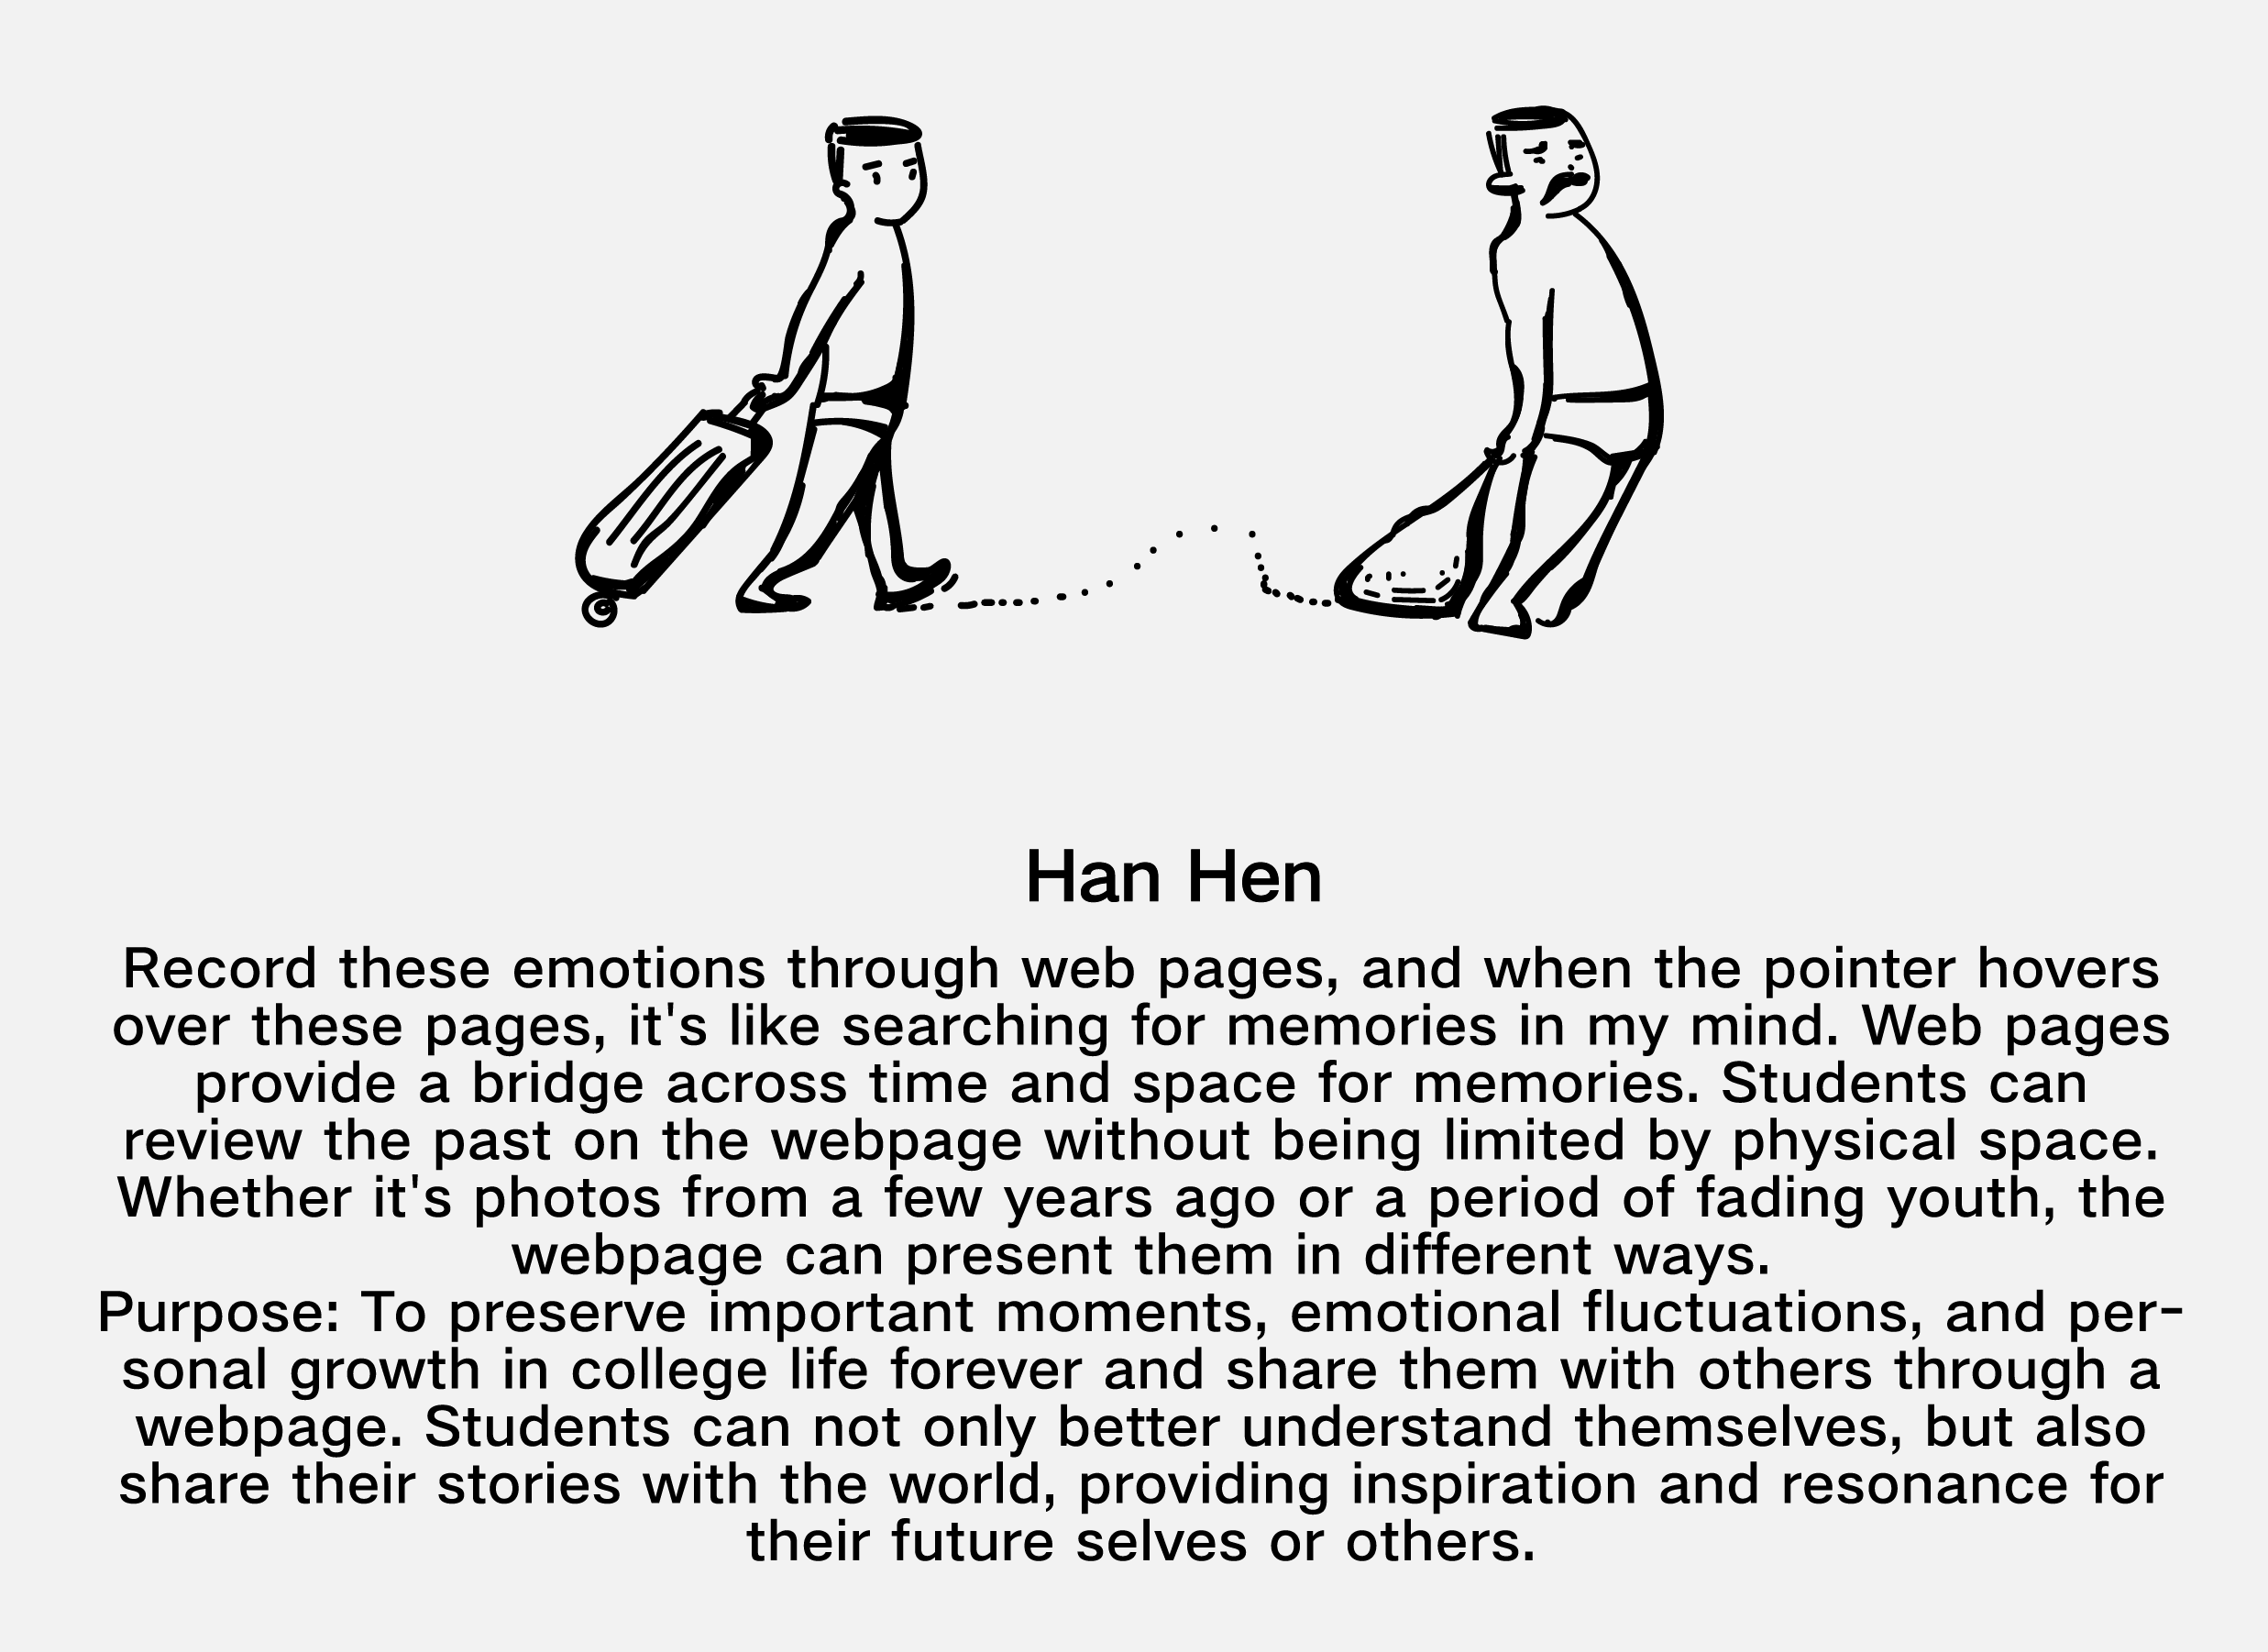 Han Hen
Record these emotions through web pages, and when the pointer hovers
over these pages, it's like searching for memories in my mind. Web pages
provide a bridge across time and space for memories. Students can
review the past on the webpage without being limited by physical space.
Whether it's photos from a few years ago or a period of fading youth, the
webpage can present them in different ways.
Purpose: To preserve important moments, emotional fluctuations, and per-
sonal growth in college life forever and share them with others through a
webpage. Students can not only better understand themselves, but also
share their stories with the world, providing inspiration and resonance for
their future selves or others.